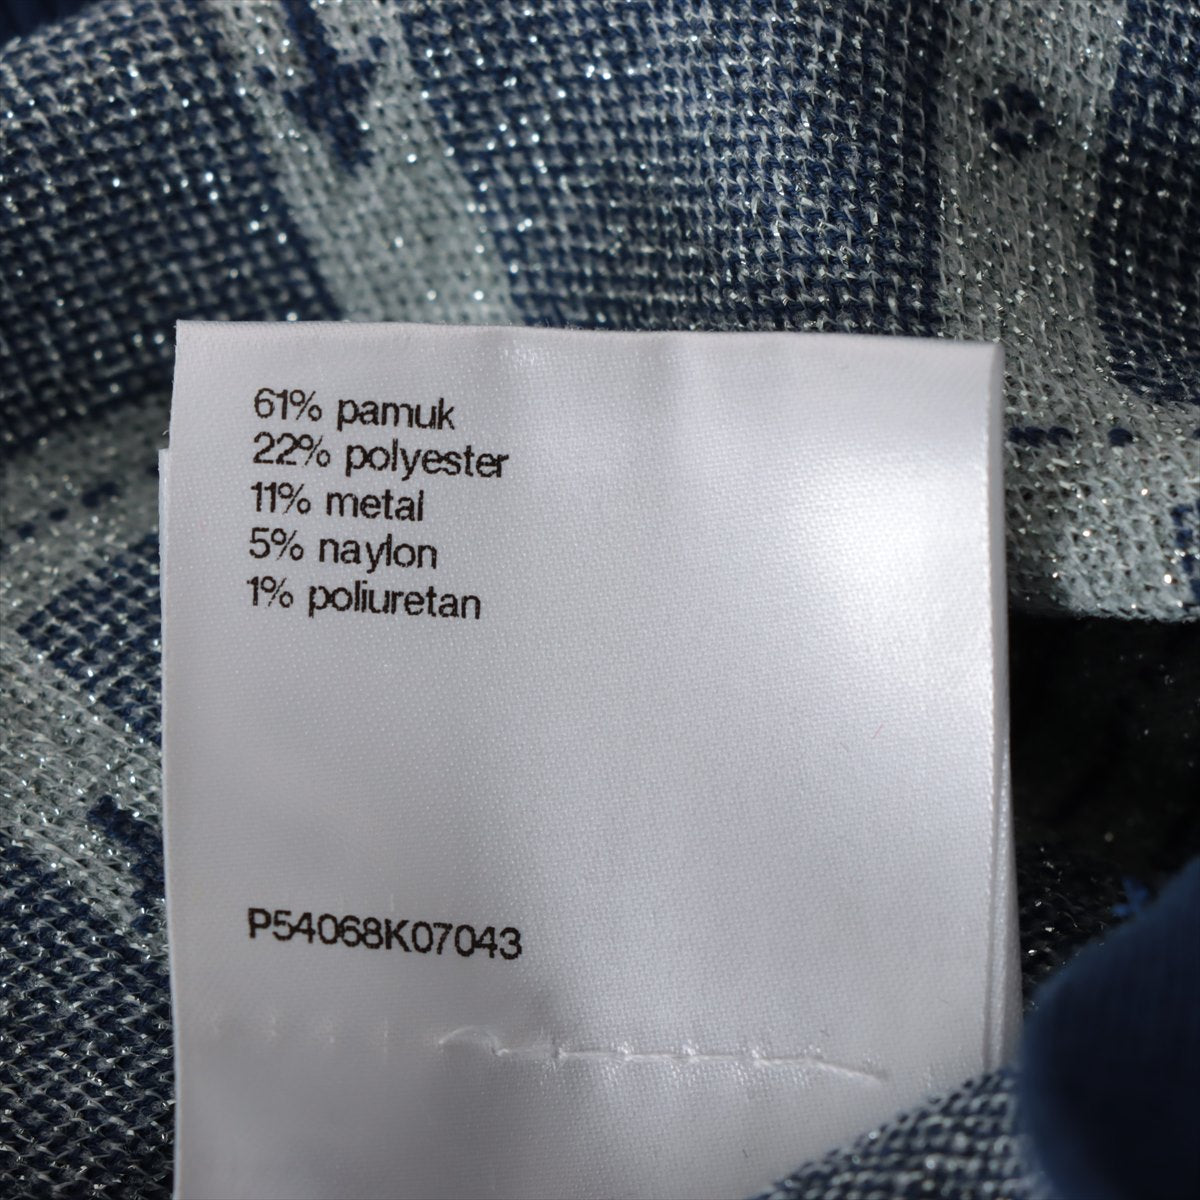 61% pamuk
22% polyester
11% metal
5% naylon
1% poliuretan
P54068K07043